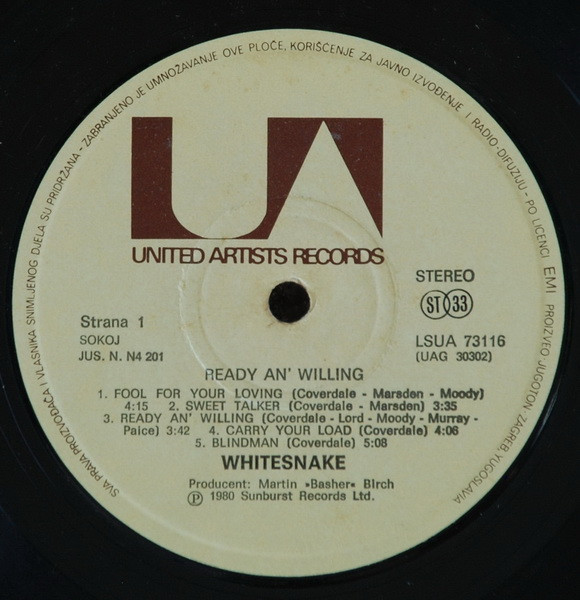 SVA PRAVA PROIZVOĐAČA I VLASNIKA SNIMLJENOG DJELA SU PRIDRŽANA - ZABRANJENO JE UMNOŽAVANJE OVE PLOČE, KORIŠĆENJE ZA JAVNO IZVOĐENJE I RADIO-DIFUZIJU - PO LICENCI EMI PROIZVEO JUGOTON ZAGREB, YUGOSLAVIA
UA
UNITED ARTISTS RECORDS
STEREO
ST 33
Strana 1
SOKOJ
JUS. N. N4 201
LSUA 73116
(UAG 30302)
READY AN' WILLING
1. FOOL FOR YOUR LOVING (Coverdale - Marsden - Moody)
4:15 2. SWEET TALKER (Coverdale - Marsden) 3:35
3. READY AN' WILLING (Coverdale - Lord - Moody - Murray -
Paice) 3:42 4. CARRY YOUR LOAD (Coverdale) 4:06
5. BLINDMAN (Coverdale) 5:08
WHITESNAKE
Producer: Martin »Basher« Birch
Ⓟ 1980 Sunburst Records Ltd.